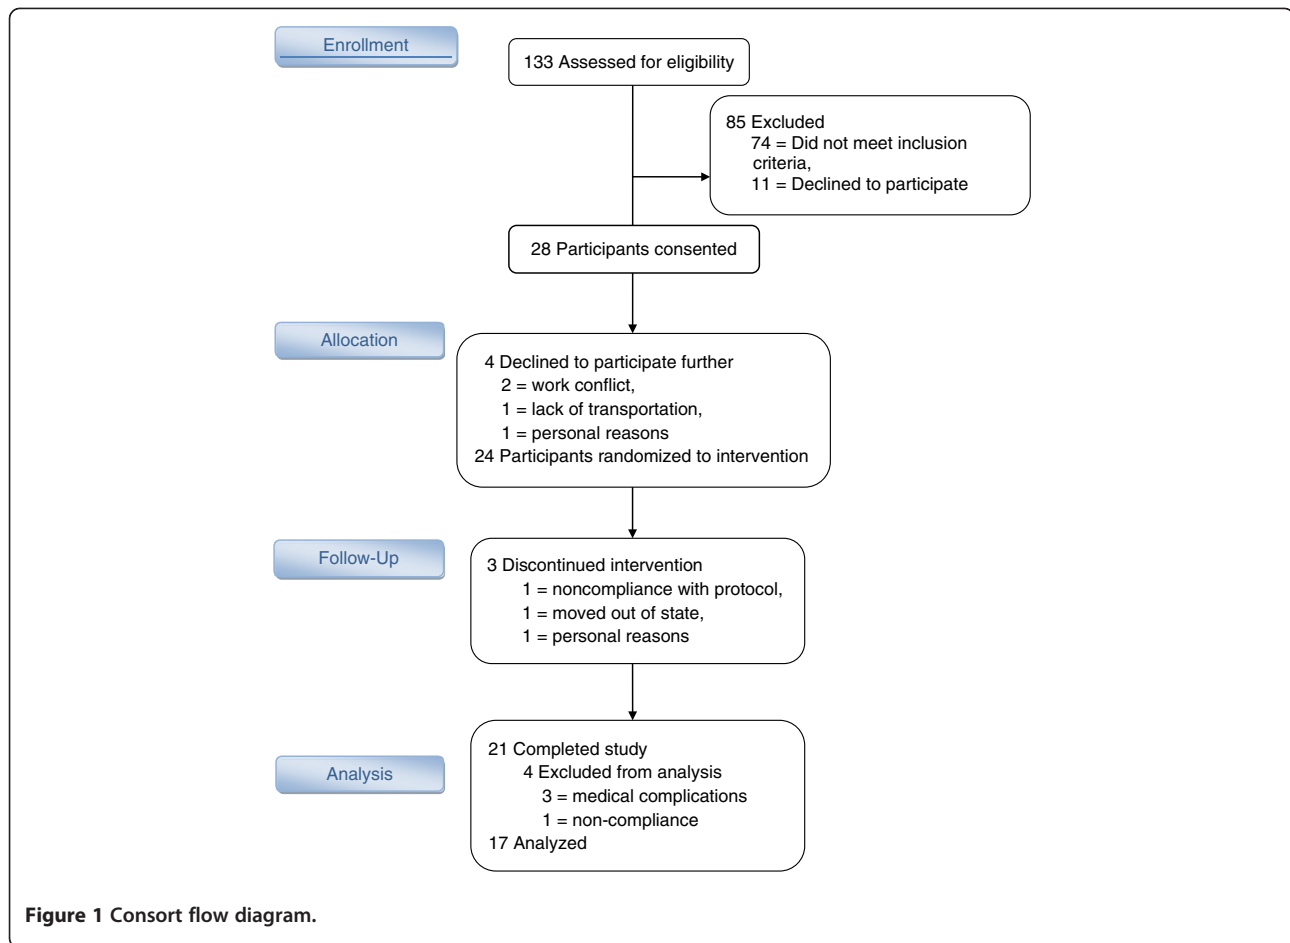 Enrollment
133 Assessed for eligibility
85 Excluded
74 = Did not meet inclusion
criteria,
11 = Declined to participate
28 Participants consented
Allocation
4 Declined to participate further
2 = work conflict,
1 = lack of transportation,
1 = personal reasons
24 Participants randomized to intervention
Follow-Up
3 Discontinued intervention
1 = noncompliance with protocol,
1 = moved out of state,
1 = personal reasons
Analysis
21 Completed study
4 Excluded from analysis
3 = medical complications
1 = non-compliance
17 Analyzed
Figure 1 Consort flow diagram.